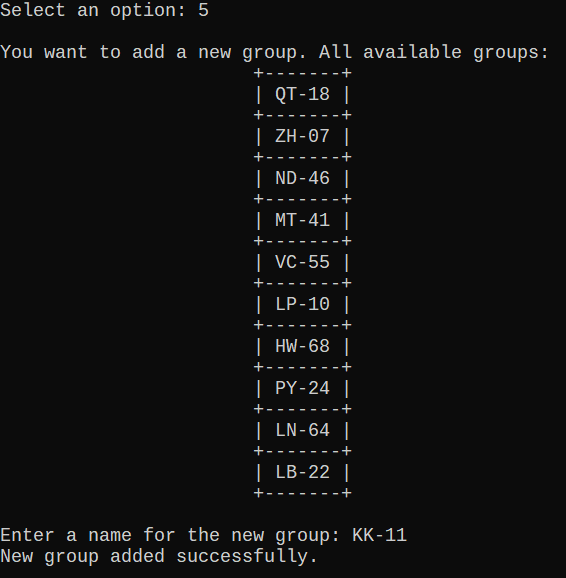 Select an option: 5
You want to add a new group. All available groups:
+-------+
| QT-18 |
+-------+
| ZH-07 |
+-------+
| ND-46 |
+-------+
| MT-41 |
+-------+
| VC-55 |
+-------+
| LP-10 |
+-------+
| HW-68 |
+-------+
| PY-24 |
+-------+
| LN-64 |
+-------+
| LB-22 |
+-------+
Enter a name for the new group: KK-11
New group added successfully.